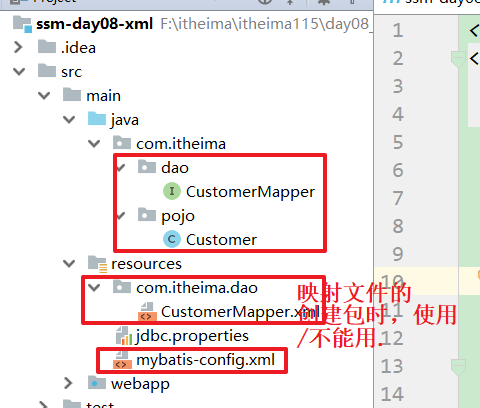 Project
ssm-day08-xml F:\itheima\itheima115\day08_
.idea
src
main
java
com.itheima
dao
CustomerMapper
pojo
Customer
resources
com.itheima.dao
CustomerMapper.xml
jdbc.properties
mybatis-config.xml
webapp
test
映射文件的
创建包时，使用
/不能用.
1
2
3
4
5
6
7
8
9
10
11
12
13
14